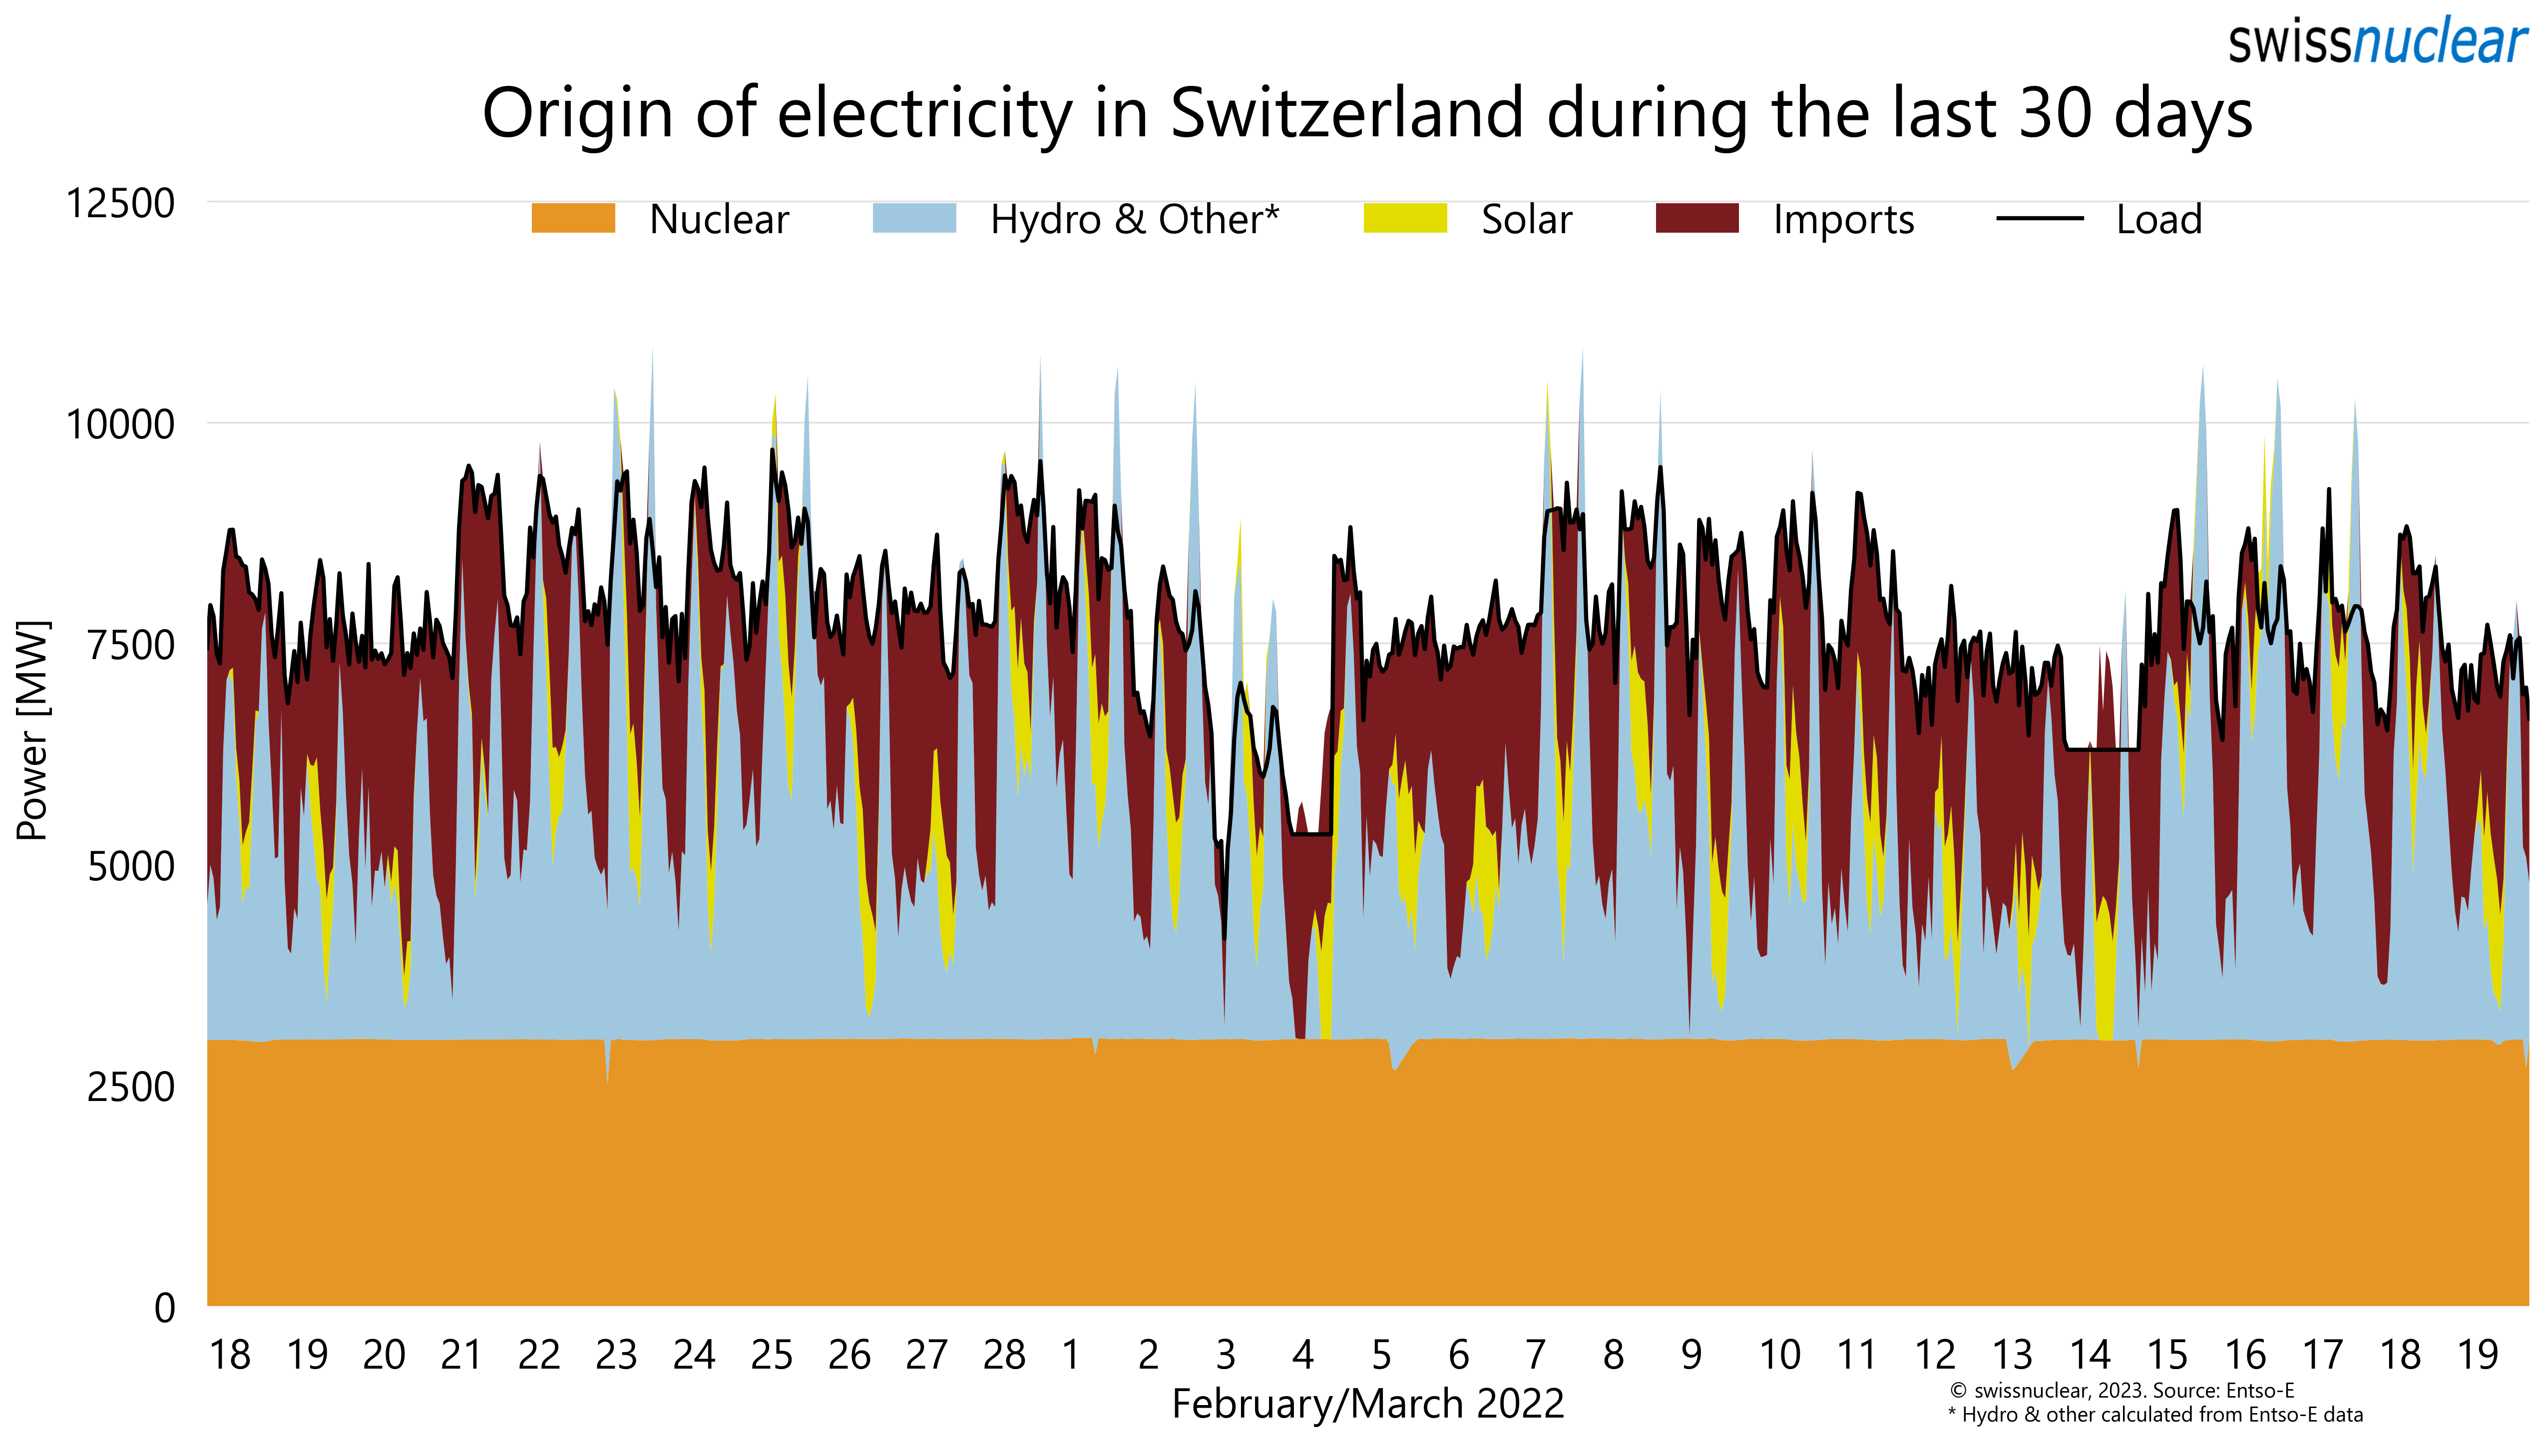 swissnuclear
Origin of electricity in Switzerland during the last 30 days
12500
Nuclear Hydro & Other* Solar Imports Load
10000
7500
5000
2500
0
Power [MW]
18 19 20 21 22 23 24 25 26 27 28 1 2 3 4 5 6 7 8 9 10 11 12 13 14 15 16 17 18 19
February/March 2022
© swissnuclear, 2023. Source: Entso-E
* Hydro & other calculated from Entso-E data